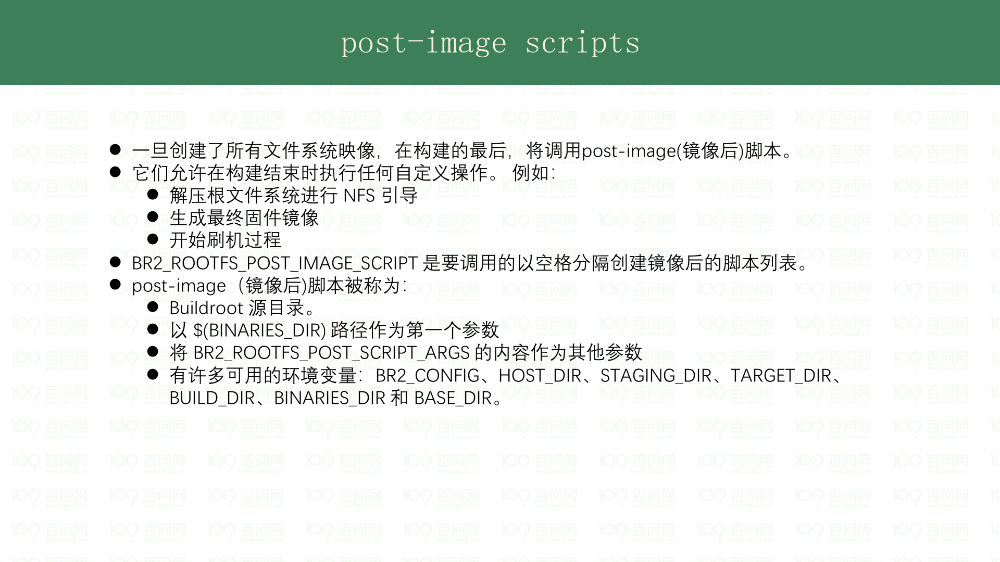 post-image scripts
一旦创建了所有文件系统映像，在构建的最后，将调用post-image(镜像后)脚本。
它们允许在构建结束时执行任何自定义操作。 例如：
解压根文件系统进行 NFS 引导
生成最终固件镜像
开始刷机过程
BR2_ROOTFS_POST_IMAGE_SCRIPT 是要调用的以空格分隔创建镜像后的脚本列表。
post-image（镜像后)脚本被称为：
Buildroot 源目录。
以 $(BINARIES_DIR) 路径作为第一个参数
将 BR2_ROOTFS_POST_SCRIPT_ARGS 的内容作为其他参数
有许多可用的环境变量：BR2_CONFIG、HOST_DIR、STAGING_DIR、TARGET_DIR、
BUILD_DIR、BINARIES_DIR 和 BASE_DIR。
百问网
www.100ask.net